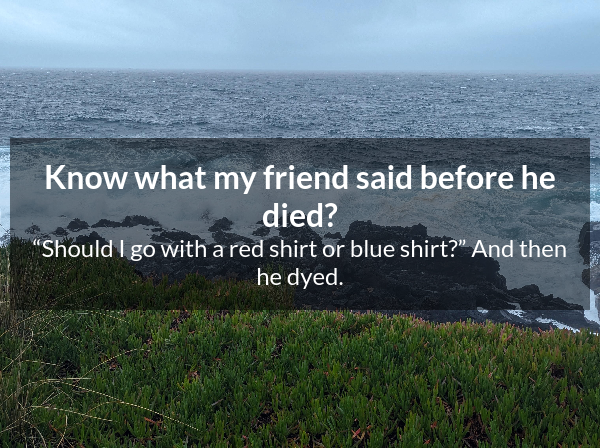 Know what my friend said before he
died?
“Should I go with a red shirt or blue shirt?” And then
he dyed.